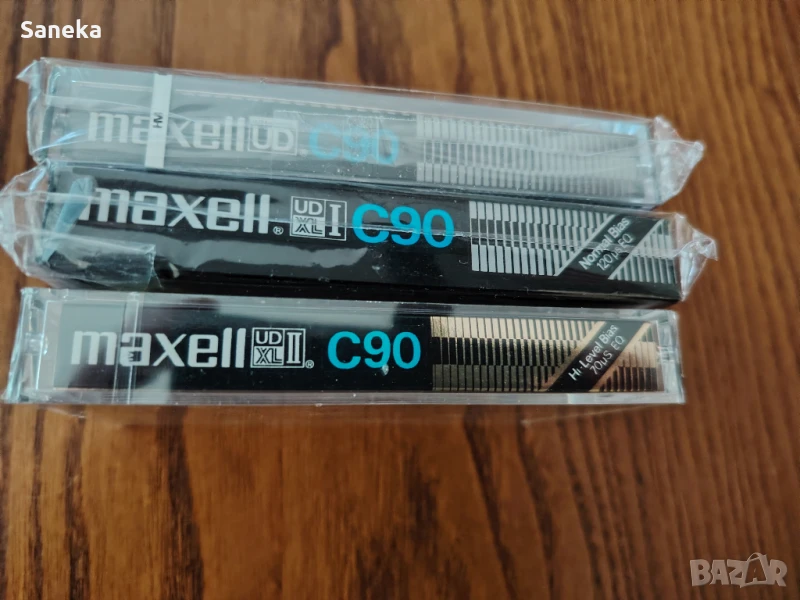 Saneka
HM
maxell UD C90
maxell® UD XL I C90
Normal Bias
120μs EQ
maxell UD XL II® C90
Hi-Level Bias
70μS EQ
BAZAR